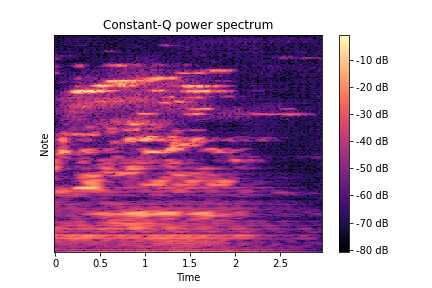 Constant-Q power spectrum
Note
0
0.5
1
1.5
2
2.5
Time
-10 dB
-20 dB
-30 dB
-40 dB
-50 dB
-60 dB
-70 dB
-80 dB